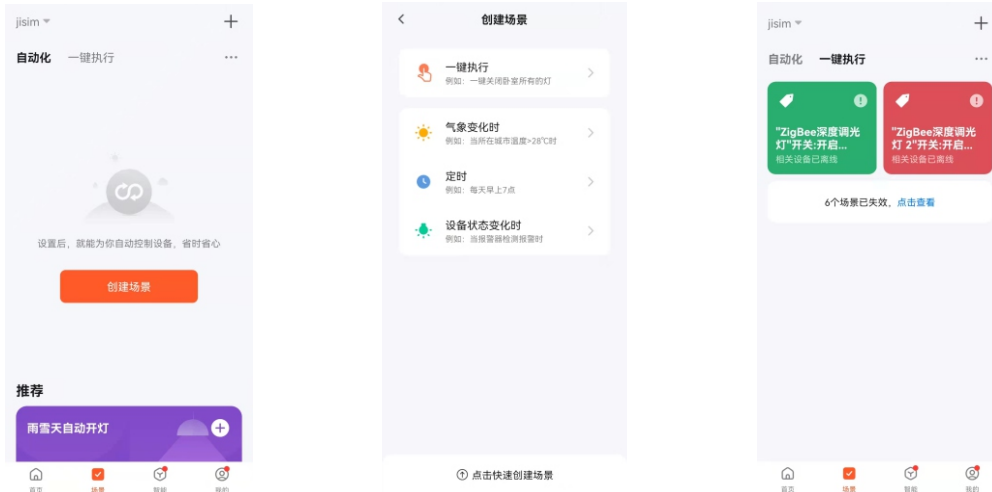 jisim
自动化 一键执行
设置后，就能为你自动控制设备，省时省心
创建场景
推荐
雨雪天自动开灯
首页 场景 智能 我的
创建场景
一键执行
例如：一键关闭卧室所有的灯
气象变化时
例如：当所在城市温度>28℃时
定时
例如：每天早上7点
设备状态变化时
例如：当报警器检测报警时
点击快速创建场景
jisim
自动化 一键执行
"ZigBee深度调光
灯"开关:开启...
相关设备已离线
"ZigBee深度调光
灯 2"开关:开启...
相关设备已离线
6个场景已失效，点击查看
首页 场景 智能 我的